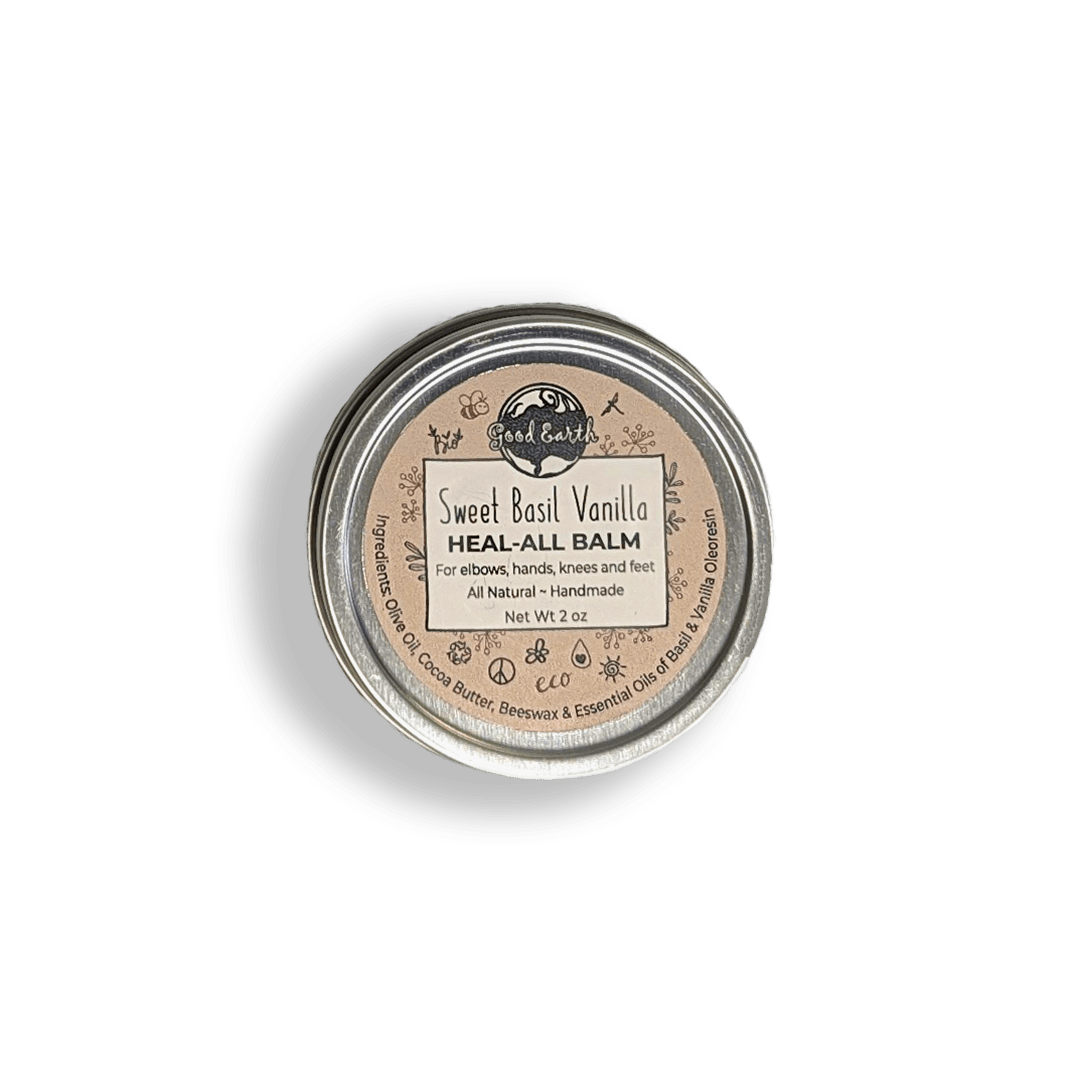 Good Earth
Bio
Sweet Basil Vanilla
HEAL-ALL BALM
For elbows, hands, knees and feet
All Natural ~ Handmade
Net Wt 2 oz
eco
Ingredients: Olive Oil, Cocoa Butter, Beeswax & Essential Oils of Basil & Vanilla Oleoresin